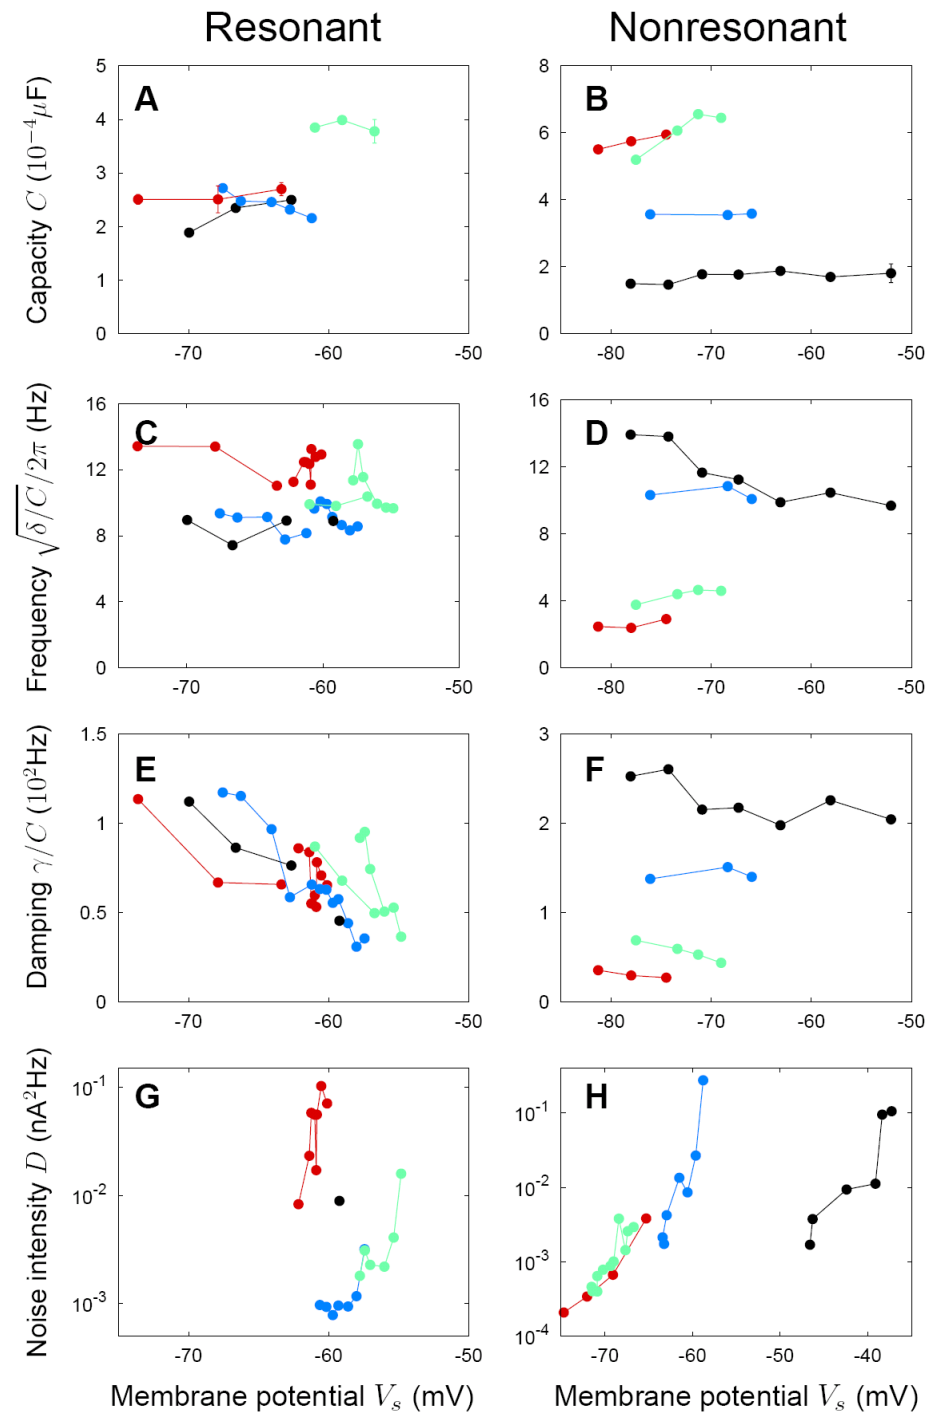 Resonant Nonresonant
Capacity C (10⁻⁴μF)
A
5
4
3
2
1
0
-70 -60 -50
B
8
6
4
2
0
-80 -70 -60 -50
Frequency √δ/C/2π (Hz)
C
16
12
8
4
0
-70 -60 -50
D
16
12
8
4
0
-80 -70 -60 -50
Damping γ/C (10²Hz)
E
1.5
1
0.5
0
-70 -60 -50
F
3
2
1
0
-80 -70 -60 -50
Noise intensity D (nA²Hz)
G
10⁻¹
10⁻²
10⁻³
-70 -60 -50
H
10⁻¹
10⁻²
10⁻³
10⁻⁴
-70 -60 -50 -40
Membrane potential Vₛ (mV) Membrane potential Vₛ (mV)